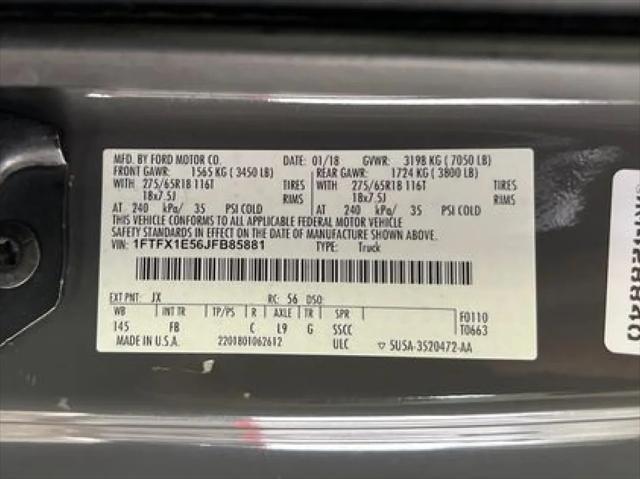 MFD. BY FORD MOTOR CO. DATE: 01/18 GVWR: 3198 KG ( 7050 LB)
FRONT GAWR: 1565 KG ( 3450 LB) REAR GAWR: 1724 KG ( 3800 LB)
WITH 275/65R18 116T TIRES WITH 275/65R18 116T TIRES
18x7.5J RIMS 18x7.5J RIMS
AT 240 kPa/ 35 PSI COLD AT 240 kPa/ 35 PSI COLD
THIS VEHICLE CONFORMS TO ALL APPLICABLE FEDERAL MOTOR VEHICLE
SAFETY STANDARDS IN EFFECT ON THE DATE OF MANUFACTURE SHOWN ABOVE.
VIN: 1FTFX1E56JFB85881 TYPE: Truck
EXT PNT: JX RC: 56 DSO:
WB INT TR TP/PS R AXLE TR SPR F0110
145 FB C L9 G SSCC T0663
MADE IN U.S.A. 2201801062612 ULC ▽ 5U5A-3520472-AA